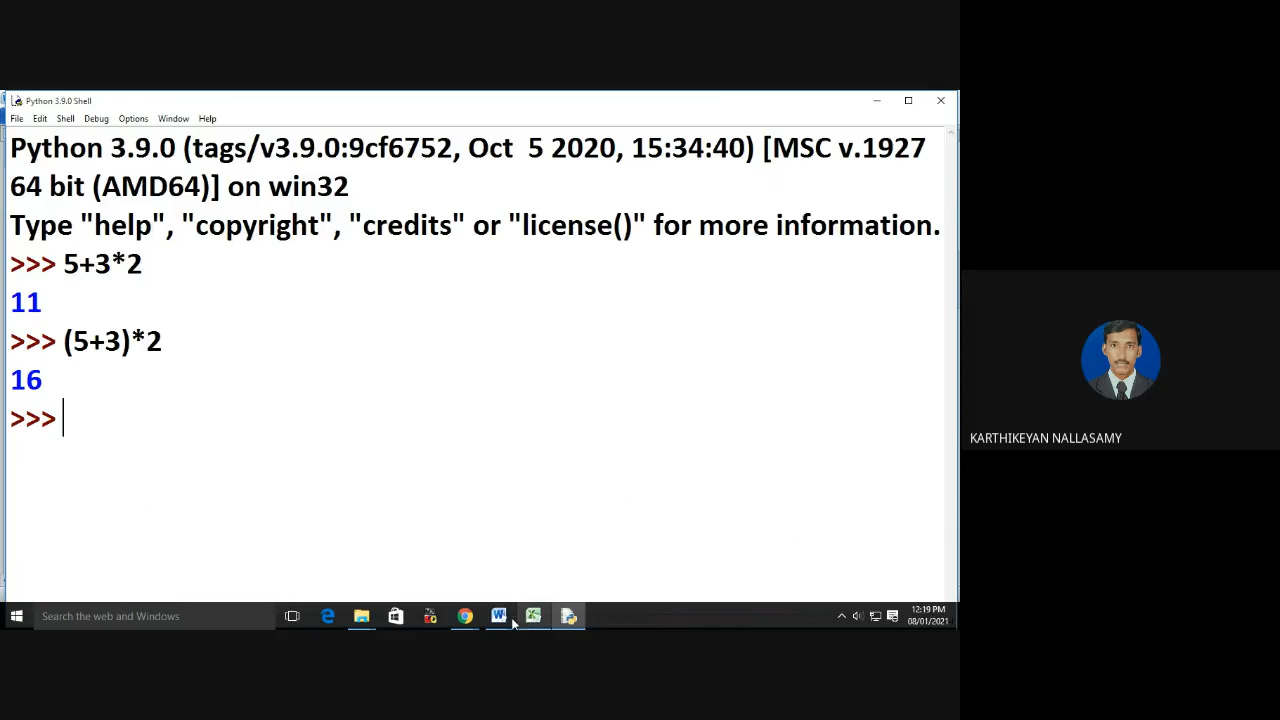 Python 3.9.0 Shell
File Edit Shell Debug Options Window Help
Python 3.9.0 (tags/v3.9.0:9cf6752, Oct  5 2020, 15:34:40) [MSC v.1927
64 bit (AMD64)] on win32
Type "help", "copyright", "credits" or "license()" for more information.
>>> 5+3*2
11
>>> (5+3)*2
16
>>>
KARTHIKEYAN NALLASAMY
Search the web and Windows
12:19 PM
08/01/2021